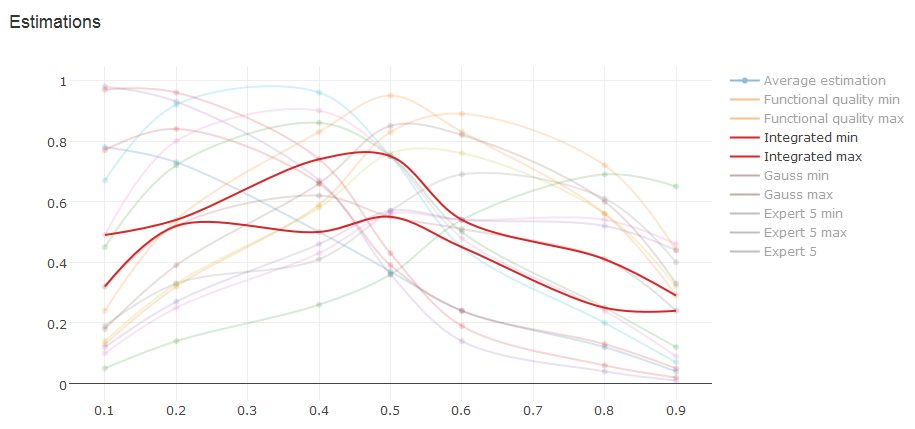 Estimations
1
0.8
0.6
0.4
0.2
0
0.1 0.2 0.3 0.4 0.5 0.6 0.7 0.8 0.9
Average estimation
Functional quality min
Functional quality max
Integrated min
Integrated max
Gauss min
Gauss max
Expert 5 min
Expert 5 max
Expert 5